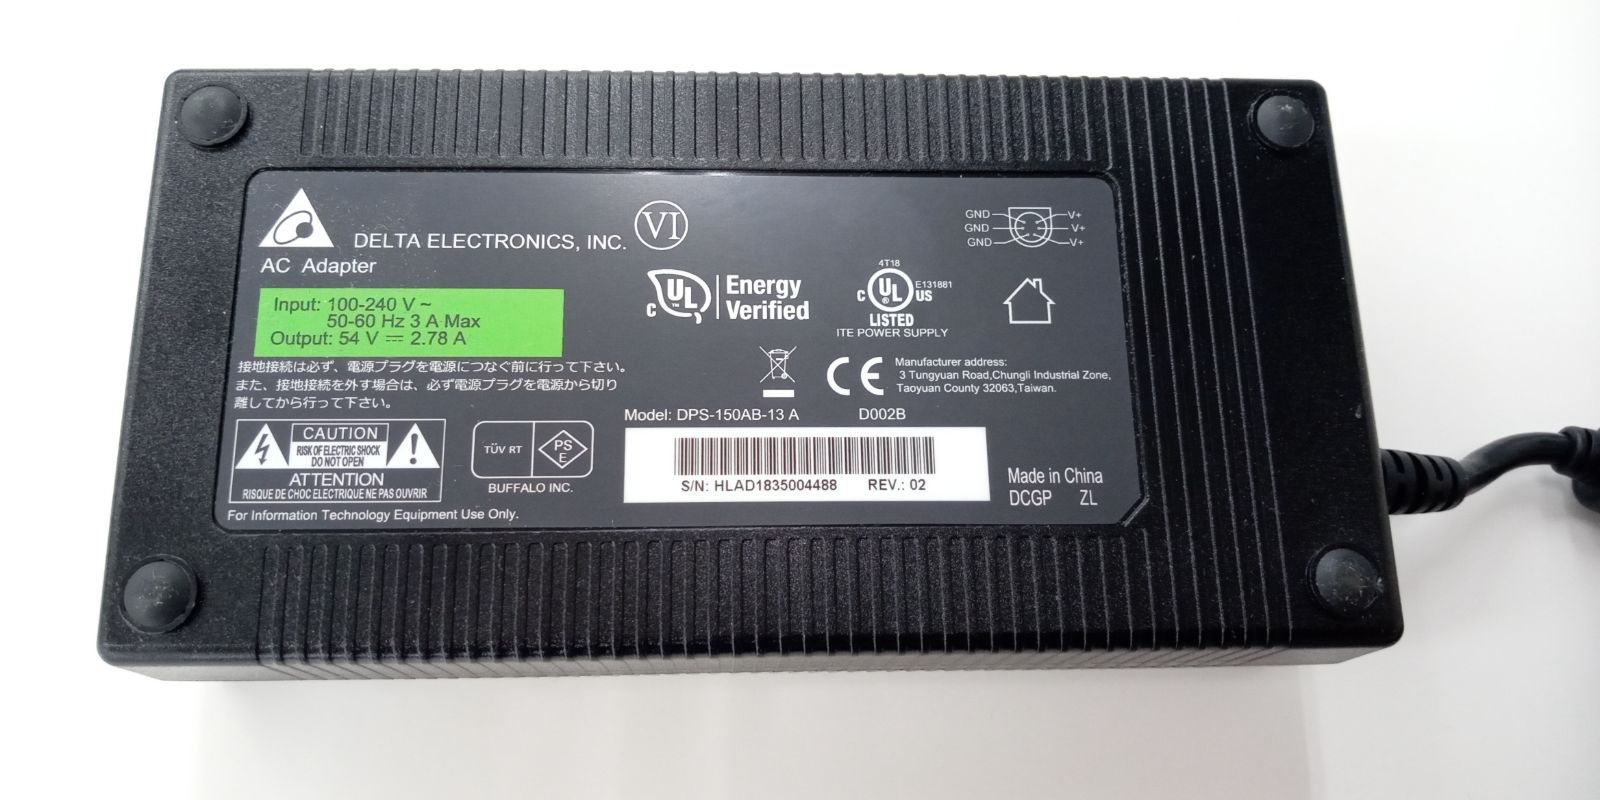 DELTA ELECTRONICS, INC.
VI
AC Adapter
Input: 100-240 V ~
50-60 Hz 3 A Max
Output: 54 V ⎓ 2.78 A
接地接続は必ず、電源プラグを電源につなぐ前に行って下さい。
また、接地接続を外す場合は、必ず電源プラグを電源から切り
離してから行って下さい。
CAUTION
RISK OF ELECTRIC SHOCK
DO NOT OPEN
ATTENTION
RISQUE DE CHOC ELECTRIQUE NE PAS OUVRIR
For Information Technology Equipment Use Only.
TÜV RT
PS
E
BUFFALO INC.
c UL ™
Energy
Verified
4T18
c UL ® US
E131881
LISTED
ITE POWER SUPPLY
GND V+
GND V+
GND V+
CE
Manufacturer address:
3 Tungyuan Road,Chungli Industrial Zone,
Taoyuan County 32063,Taiwan.
Model: DPS-150AB-13 A D002B
S/N: HLAD1835004488 REV.: 02
Made in China
DCGP ZL